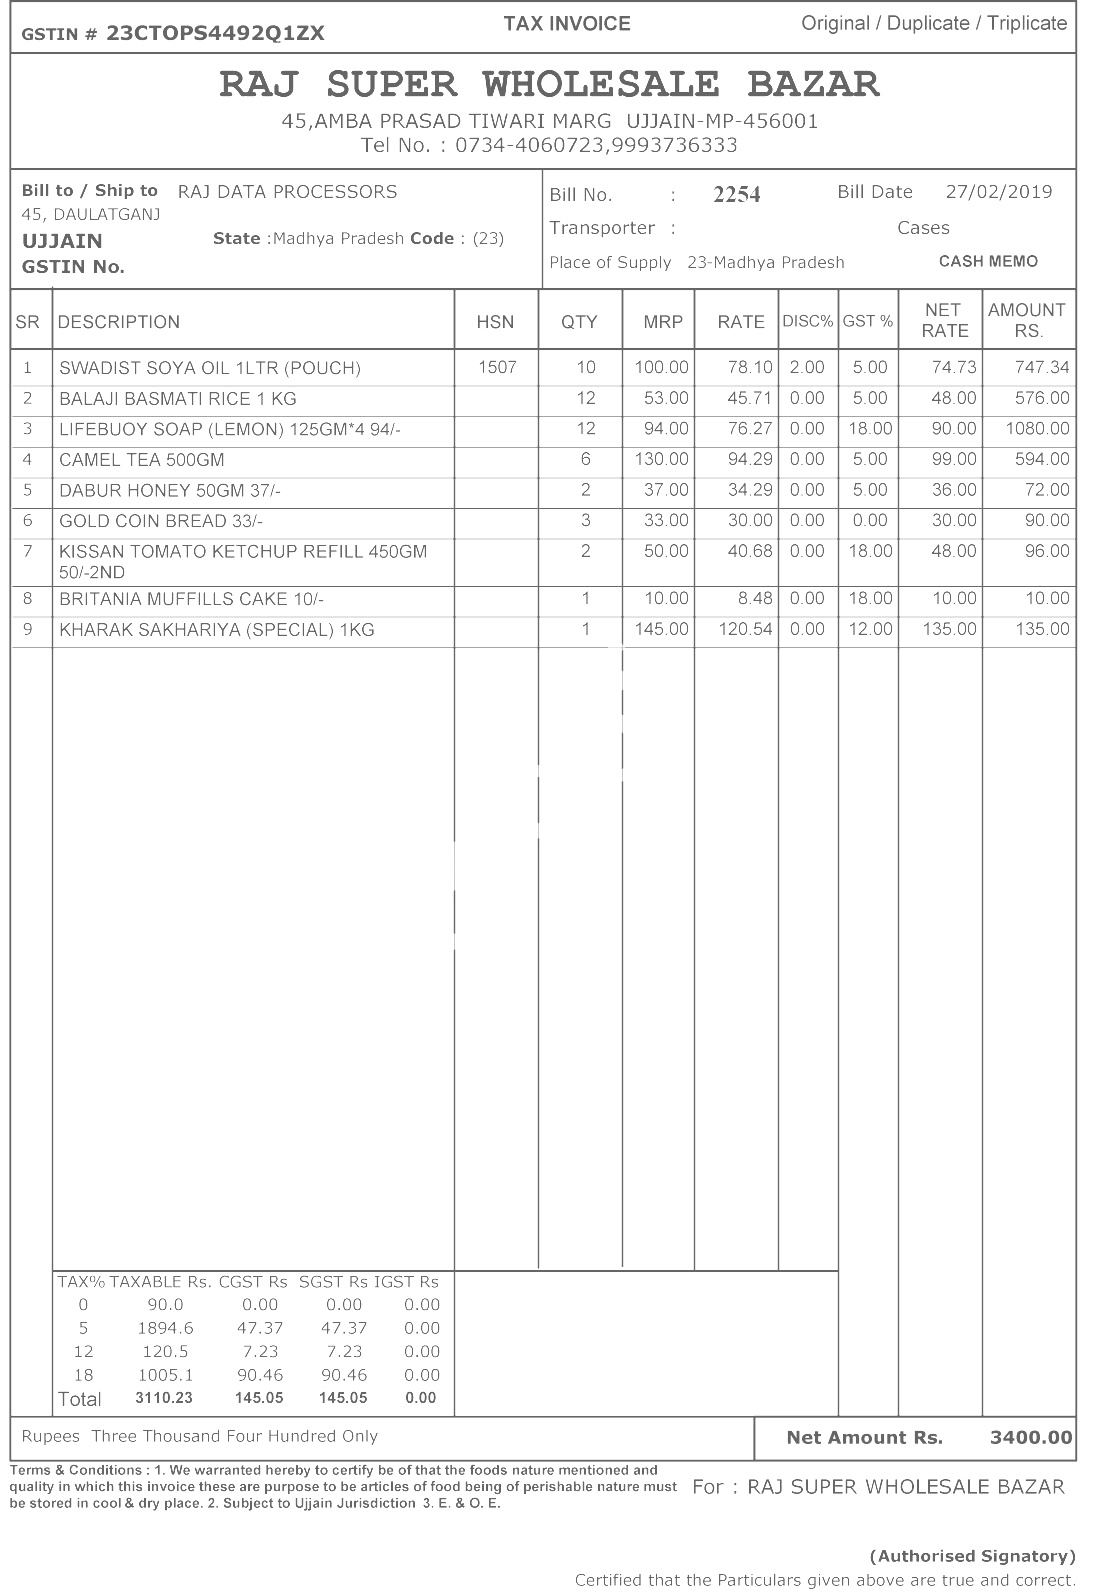 GSTIN # 23CTOPS4492Q1ZX TAX INVOICE Original / Duplicate / Triplicate
RAJ SUPER WHOLESALE BAZAR
45,AMBA PRASAD TIWARI MARG UJJAIN-MP-456001
Tel No. : 0734-4060723,9993736333
Bill to / Ship to RAJ DATA PROCESSORS
45, DAULATGANJ
UJJAIN State :Madhya Pradesh Code : (23)
GSTIN No.
Bill No. : 2254 Bill Date 27/02/2019
Transporter : Cases
Place of Supply 23-Madhya Pradesh CASH MEMO
SR DESCRIPTION HSN QTY MRP RATE DISC% GST % NET RATE AMOUNT RS.
1 SWADIST SOYA OIL 1LTR (POUCH) 1507 10 100.00 78.10 2.00 5.00 74.73 747.34
2 BALAJI BASMATI RICE 1 KG 12 53.00 45.71 0.00 5.00 48.00 576.00
3 LIFEBUOY SOAP (LEMON) 125GM*4 94/- 12 94.00 76.27 0.00 18.00 90.00 1080.00
4 CAMEL TEA 500GM 6 130.00 94.29 0.00 5.00 99.00 594.00
5 DABUR HONEY 50GM 37/- 2 37.00 34.29 0.00 5.00 36.00 72.00
6 GOLD COIN BREAD 33/- 3 33.00 30.00 0.00 0.00 30.00 90.00
7 KISSAN TOMATO KETCHUP REFILL 450GM 2 50.00 40.68 0.00 18.00 48.00 96.00
50/-2ND
8 BRITANIA MUFFILLS CAKE 10/- 1 10.00 8.48 0.00 18.00 10.00 10.00
9 KHARAK SAKHARIYA (SPECIAL) 1KG 1 145.00 120.54 0.00 12.00 135.00 135.00
TAX% TAXABLE Rs. CGST Rs SGST Rs IGST Rs
0 90.0 0.00 0.00 0.00
5 1894.6 47.37 47.37 0.00
12 120.5 7.23 7.23 0.00
18 1005.1 90.46 90.46 0.00
Total 3110.23 145.05 145.05 0.00
Rupees Three Thousand Four Hundred Only Net Amount Rs. 3400.00
Terms & Conditions : 1. We warranted hereby to certify be of that the foods nature mentioned and
quality in which this invoice these are purpose to be articles of food being of perishable nature must
be stored in cool & dry place. 2. Subject to Ujjain Jurisdiction 3. E. & O. E.
For : RAJ SUPER WHOLESALE BAZAR
(Authorised Signatory)
Certified that the Particulars given above are true and correct.